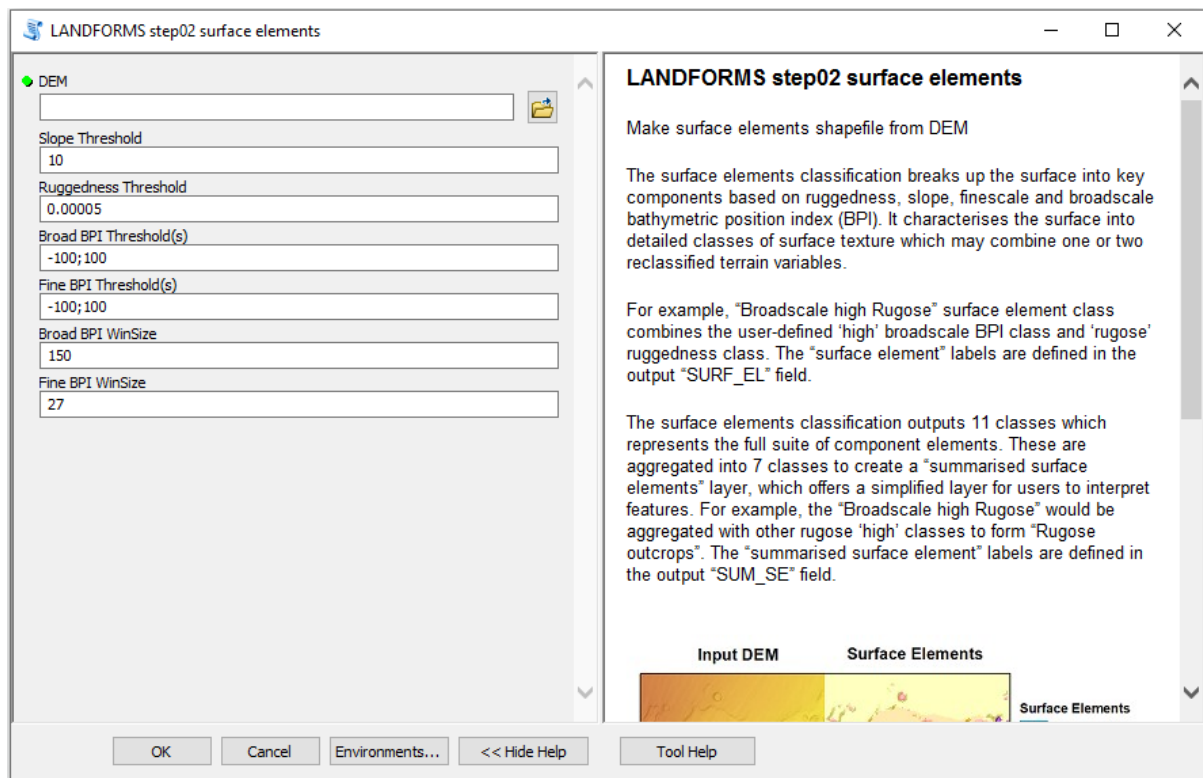 LANDFORMS step02 surface elements
DEM
Slope Threshold
10
Ruggedness Threshold
0.00005
Broad BPI Threshold(s)
-100;100
Fine BPI Threshold(s)
-100;100
Broad BPI WinSize
150
Fine BPI WinSize
27
LANDFORMS step02 surface elements
Make surface elements shapefile from DEM
The surface elements classification breaks up the surface into key
components based on ruggedness, slope, finescale and broadscale
bathymetric position index (BPI). It characterises the surface into
detailed classes of surface texture which may combine one or two
reclassified terrain variables.
For example, “Broadscale high Rugose” surface element class
combines the user-defined ‘high’ broadscale BPI class and ‘rugose’
ruggedness class. The “surface element” labels are defined in the
output “SURF_EL” field.
The surface elements classification outputs 11 classes which
represents the full suite of component elements. These are
aggregated into 7 classes to create a “summarised surface
elements” layer, which offers a simplified layer for users to interpret
features. For example, the “Broadscale high Rugose” would be
aggregated with other rugose ‘high’ classes to form “Rugose
outcrops”. The “summarised surface element” labels are defined in
the output “SUM_SE” field.
Input DEM
Surface Elements
Surface Elements
OK
Cancel
Environments...
<< Hide Help
Tool Help